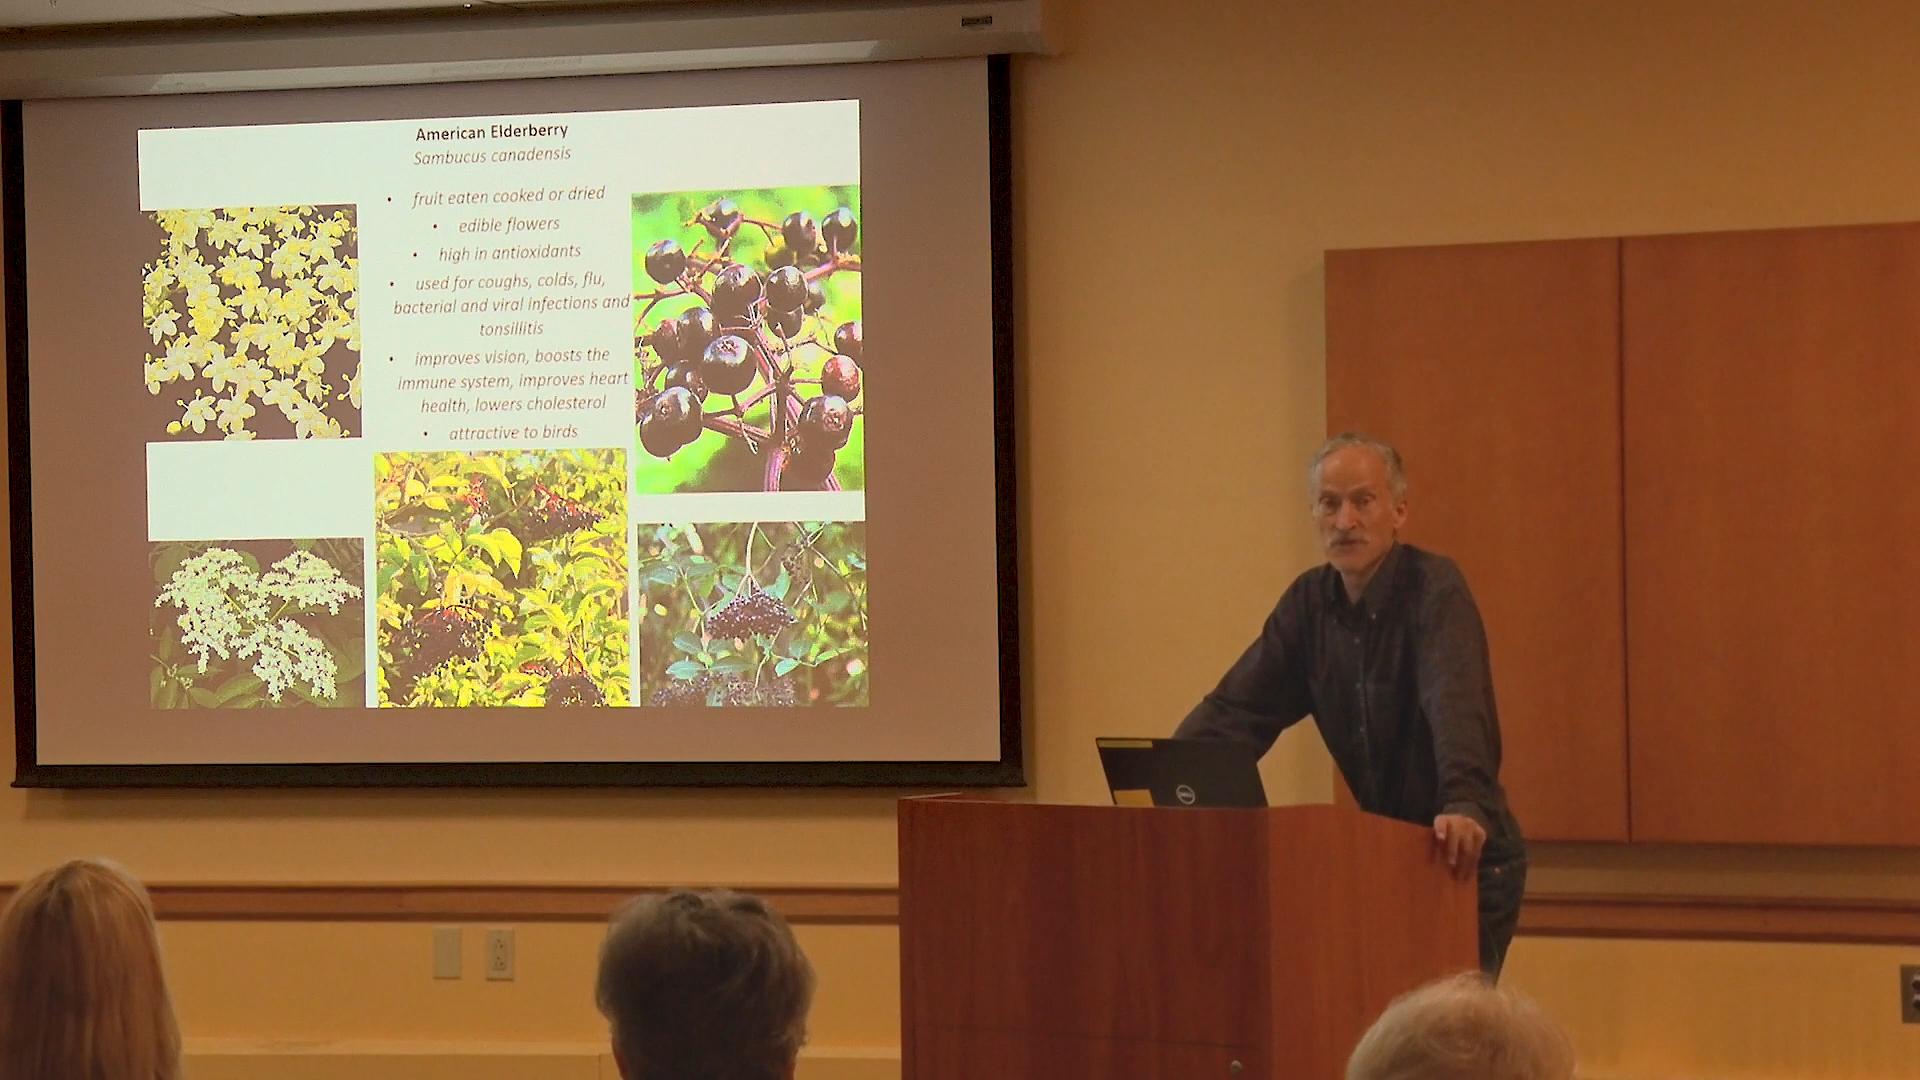 American Elderberry
Sambucus canadensis
• fruit eaten cooked or dried
• edible flowers
• high in antioxidants
• used for coughs, colds, flu,
bacterial and viral infections and
tonsillitis
• improves vision, boosts the
immune system, improves heart
health, lowers cholesterol
• attractive to birds
DELL